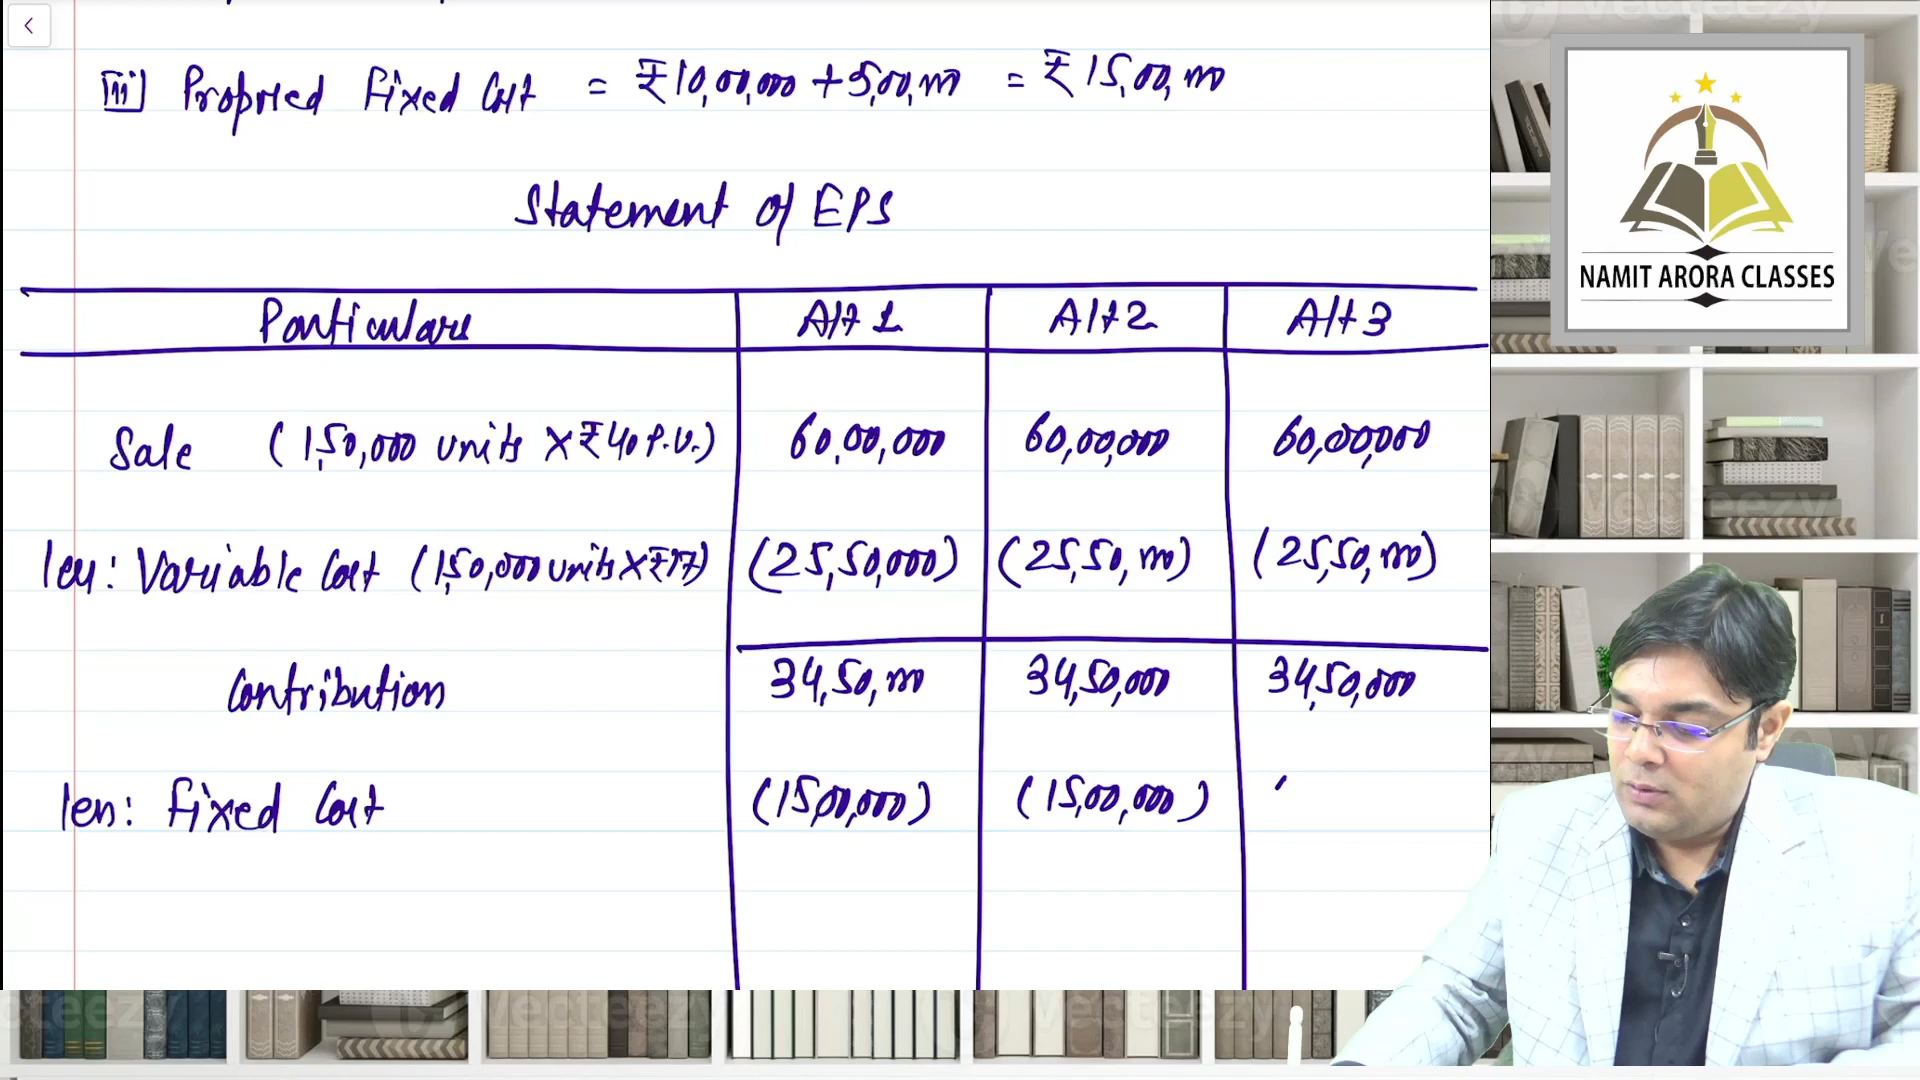 [ii] Proposed Fixed Cost = ₹10,00,000 + 5,00,000 = ₹15,00,000
Statement of EPS
Particulars Alt 1 Alt 2 Alt 3
Sale (1,50,000 units × ₹40 P.U.) 60,00,000 60,00,000 60,00,000
less: Variable Cost (1,50,000 units × ₹17) (25,50,000) (25,50,000) (25,50,000)
Contribution 34,50,000 34,50,000 34,50,000
less: Fixed Cost (15,00,000) (15,00,000)
NAMIT ARORA CLASSES
Vecteezy